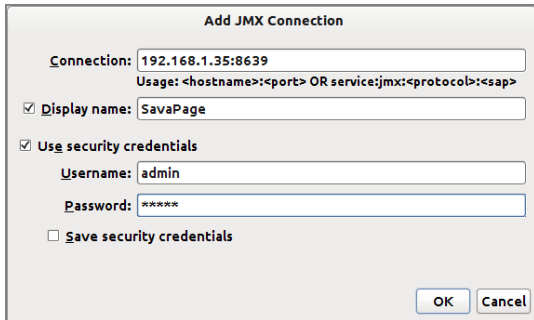 Add JMX Connection
Connection: 192.168.1.35:8639
Usage: <hostname>:<port> OR service:jmx:<protocol>:<sap>
Display name: SavaPage
Use security credentials
Username: admin
Password: *****
Save security credentials
OK Cancel